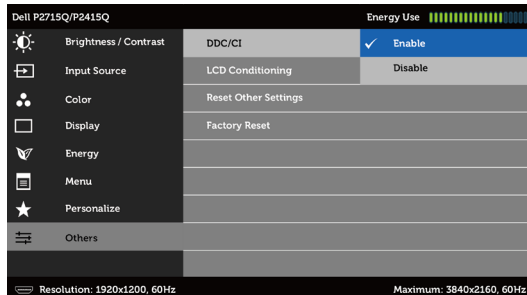 Dell P2715Q/P2415Q Energy Use
Brightness / Contrast DDC/CI ✓ Enable
Input Source LCD Conditioning Disable
Color Reset Other Settings
Display Factory Reset
Energy
Menu
Personalize
Others
Resolution: 1920x1200, 60Hz Maximum: 3840x2160, 60Hz